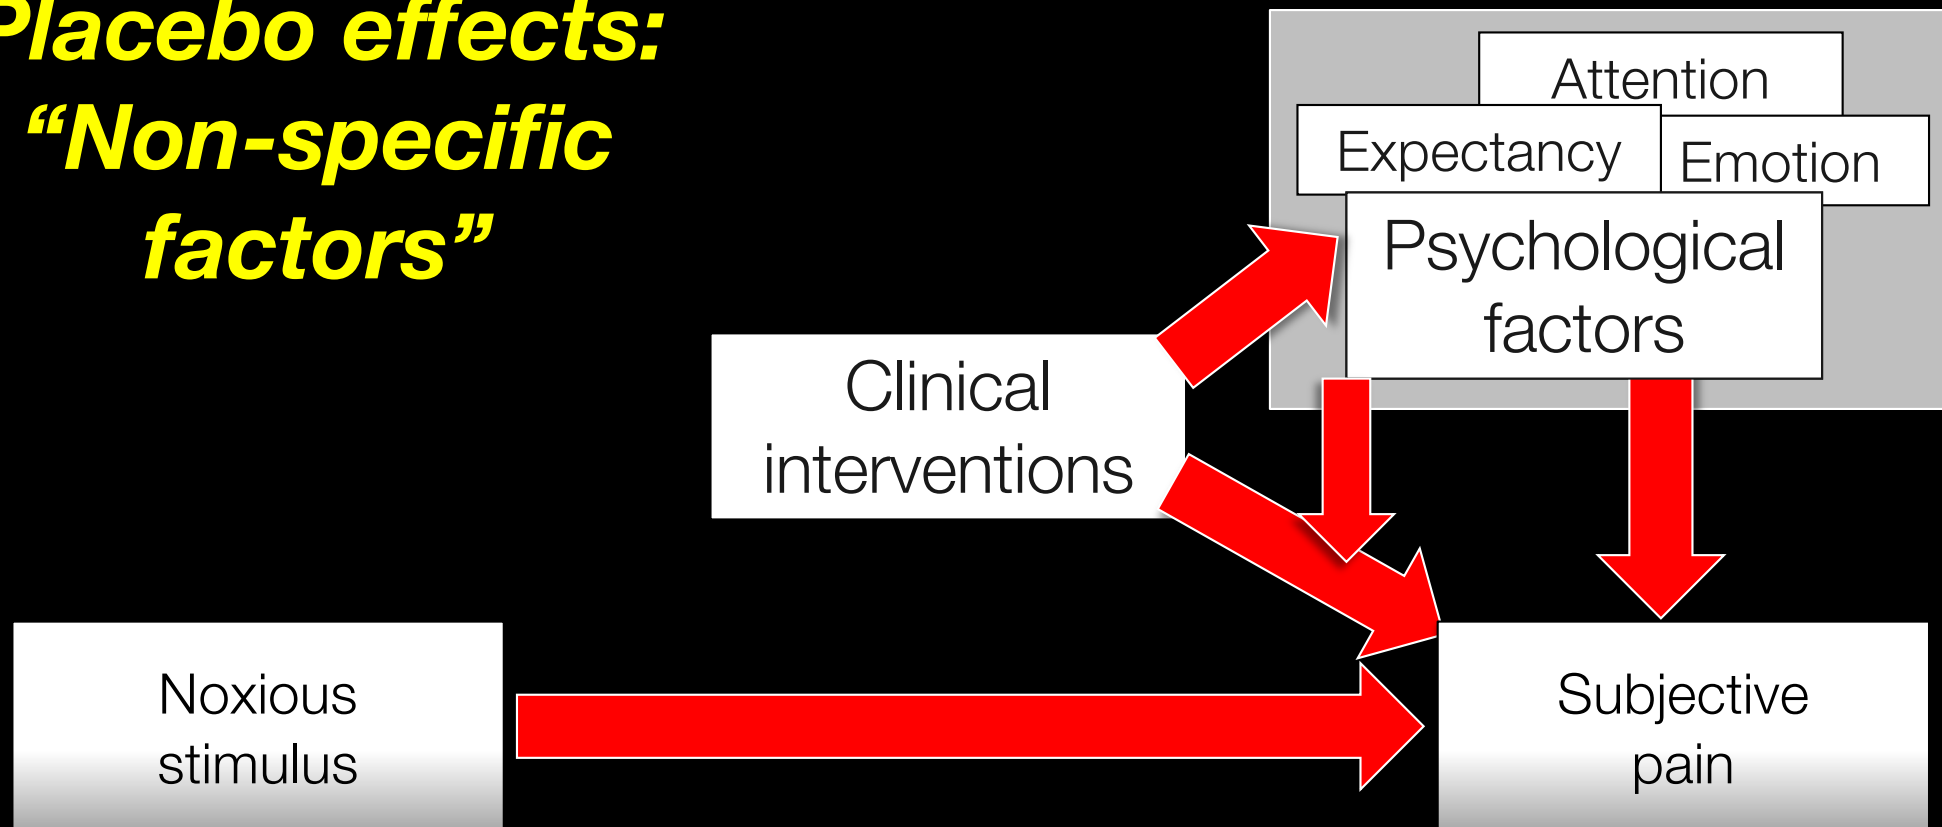 Placebo effects:
“Non-specific
factors”
Attention
Expectancy
Emotion
Psychological
factors
Clinical
interventions
Noxious
stimulus
Subjective
pain